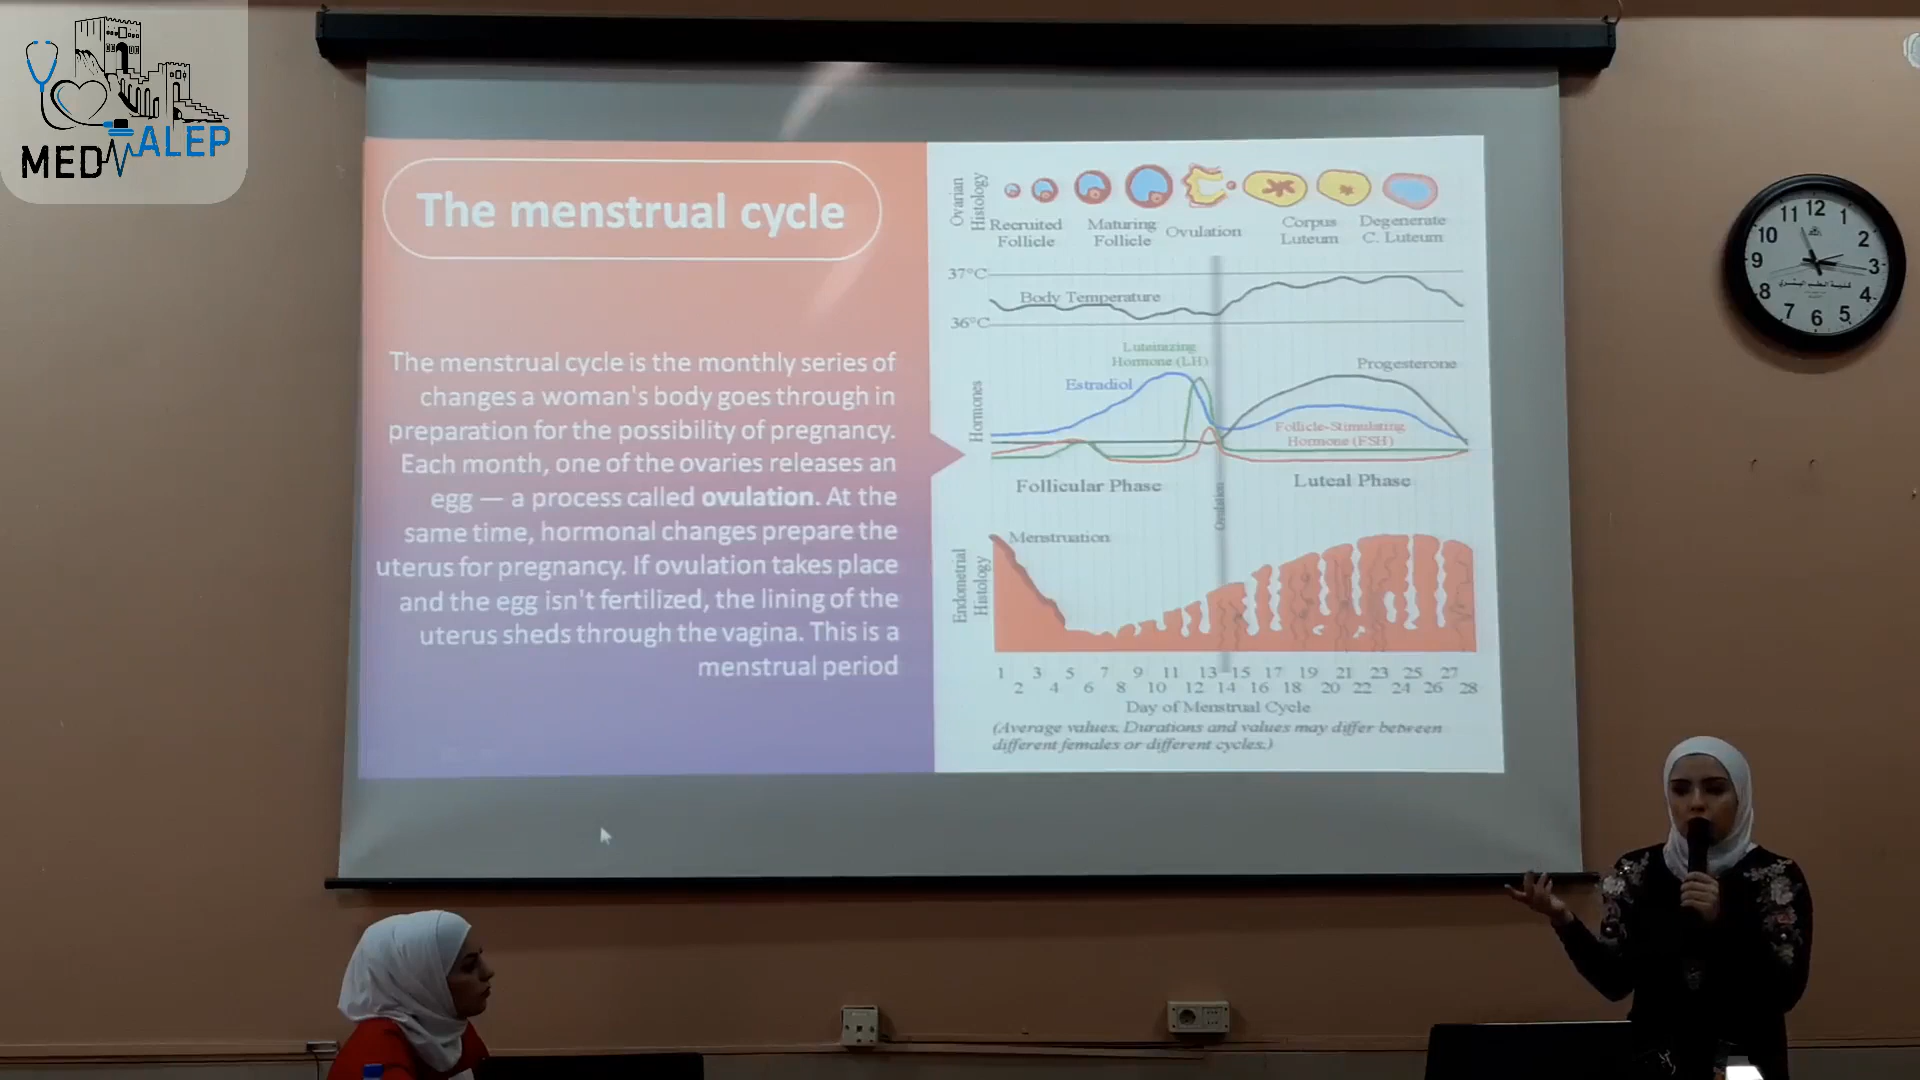 MED ALEP
The menstrual cycle
The menstrual cycle is the monthly series of
changes a woman's body goes through in
preparation for the possibility of pregnancy.
Each month, one of the ovaries releases an
egg — a process called ovulation. At the
same time, hormonal changes prepare the
uterus for pregnancy. If ovulation takes place
and the egg isn't fertilized, the lining of the
uterus sheds through the vagina. This is a
menstrual period
Ovarian
Histology
Recruited
Follicle
Maturing
Follicle
Ovulation
Corpus
Luteum
Degenerate
C. Luteum
37°C
Body Temperature
36°C
Hormones
Luteinizing
Hormone (LH)
Estradiol
Progesterone
Follicle-Stimulating
Hormone (FSH)
Follicular Phase
Luteal Phase
Ovulation
Endometrial
Histology
Menstruation
1 3 5 7 9 11 13 15 17 19 21 23 25 27
2 4 6 8 10 12 14 16 18 20 22 24 26 28
Day of Menstrual Cycle
(Average values. Durations and values may differ between
different females or different cycles.)
12
1
2
3
4
5
6
7
8
9
10
11
كلية الطب البشري